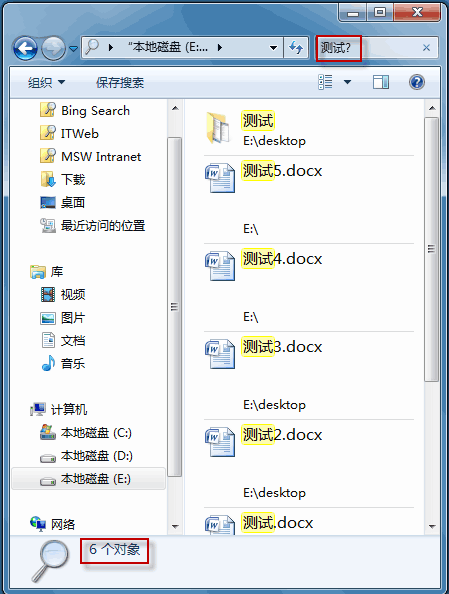 “本地磁盘 (E:...
测试?
组织
保存搜索
Bing Search
ITWeb
MSW Intranet
下载
桌面
最近访问的位置
库
视频
图片
文档
音乐
计算机
本地磁盘 (C:)
本地磁盘 (D:)
本地磁盘 (E:)
网络
测试
E:\desktop
测试5.docx
E:\
测试4.docx
E:\
测试3.docx
E:\desktop
测试2.docx
E:\desktop
测试.docx
6 个对象